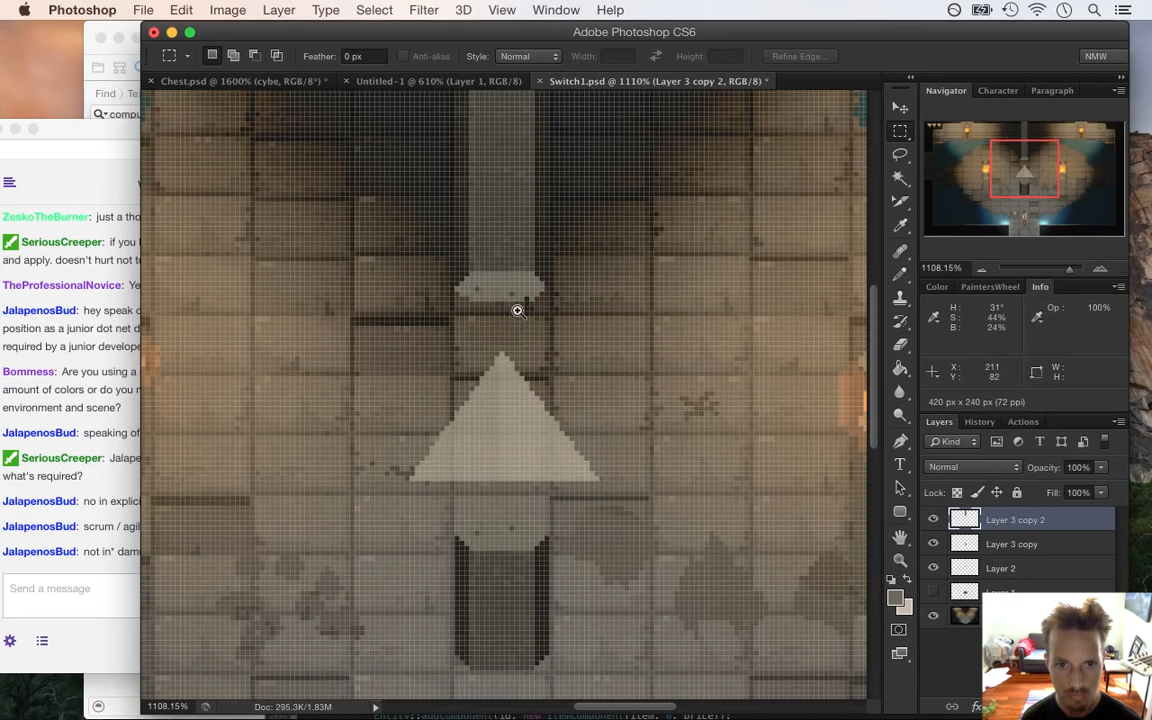 Photoshop File Edit Image Layer Type Select Filter 3D View Window Help
Adobe Photoshop CS6
Feather: 0 px Anti-alias Style: Normal Width: Height: Refine Edge... NMW
Chest.psd @ 1600% (cybe, RGB/8*) * Untitled-1 @ 610% (Layer 1, RGB/8) Switch1.psd @ 1110% (Layer 3 copy 2, RGB/8) *
Find
compu
ZeskoTheBurner: just a tho
SeriousCreeper: if you
and apply. doesn't hurt not t
TheProfessionalNovice: Ye
JalapenosBud: hey speak
position as a junior dot net d
required by a junior develope
Bommess: Are you using a
amount of colors or do you
environment and scene?
JalapenosBud: speaking of
SeriousCreeper: Jalape
what's required?
JalapenosBud: no in explici
JalapenosBud: scrum / agil
JalapenosBud: not in* damn
Send a message
Navigator Character Paragraph
1108.15%
Color PaintersWheel Info
H: 31° Op: 100%
S: 44%
B: 24%
X: 211 W:
Y: 82 H:
420 px x 240 px (72 ppi)
Layers History Actions
Kind
Normal Opacity: 100%
Lock: Fill: 100%
Layer 3 copy 2
Layer 3 copy
Layer 2
1108.15% Doc: 295.3K/1.83M